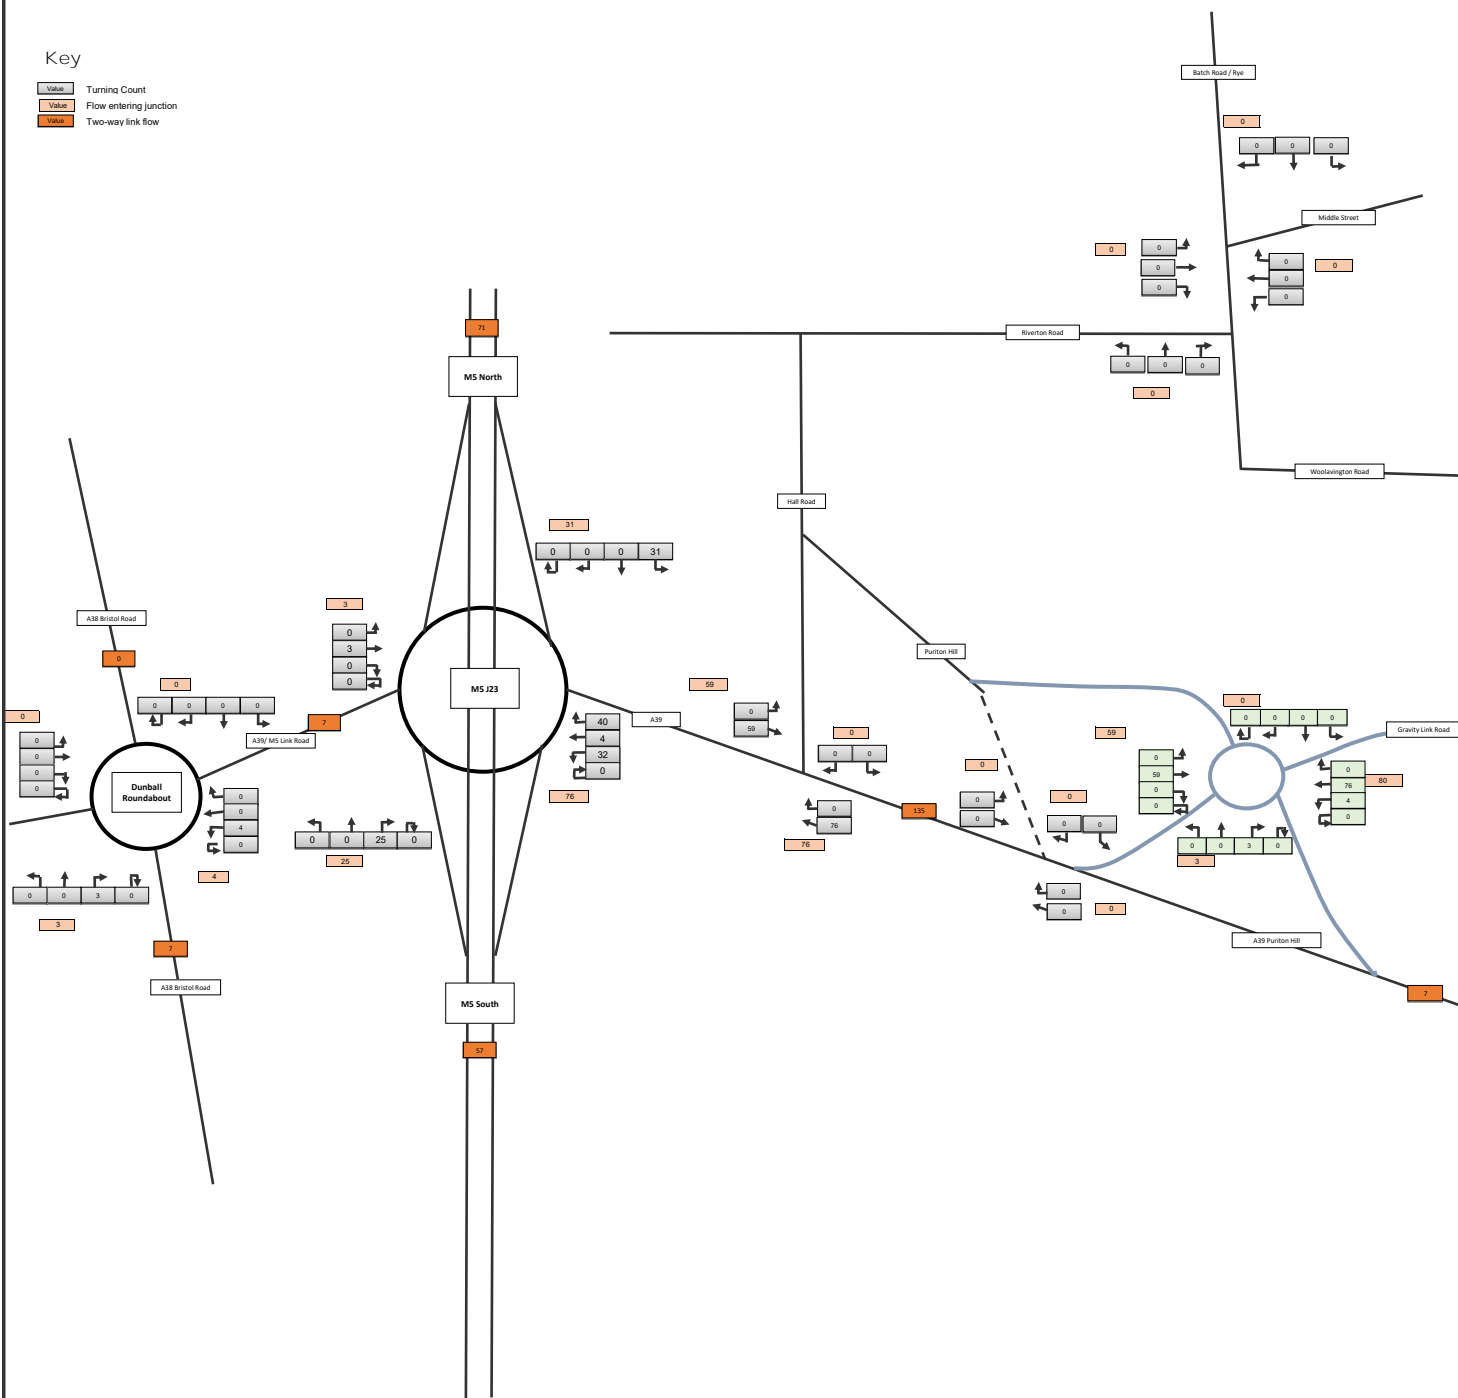 Key
Value Turning Count
Value Flow entering junction
Value Two-way link flow
Batch Road / Rye
0
0 0 0
Middle Street
0
0
0
0
0
0
0
0
71
Riverton Road
0 0 0
0
M5 North
Woolavington Road
Hall Road
31
0 0 0 31
3
0
3
0
0
A38 Bristol Road
0
Puriton Hill
M5 J23
59
0
59
0
0 0 0 0
0
0
0
0
0
7
A39/ M5 Link Road
40
4
32
0
76
A39
0
0 0
0
0 0 0 0
Gravity Link Road
59
0
59
0
0
0
76
4
0
80
Dunball
Roundabout
0
0
4
0
4
0 0 25 0
25
0
76
76
135
0
0
0
0
0 0
0 0 3 0
3
0 0 3 0
3
0
0
0
A39 Puriton Hill
7
A38 Bristol Road
7
M5 South
57